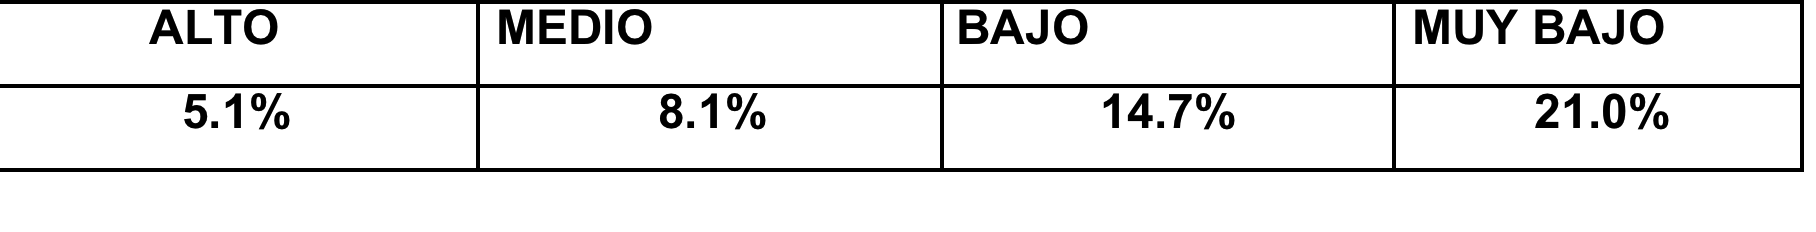 ALTO MEDIO BAJO MUY BAJO
5.1% 8.1% 14.7% 21.0%